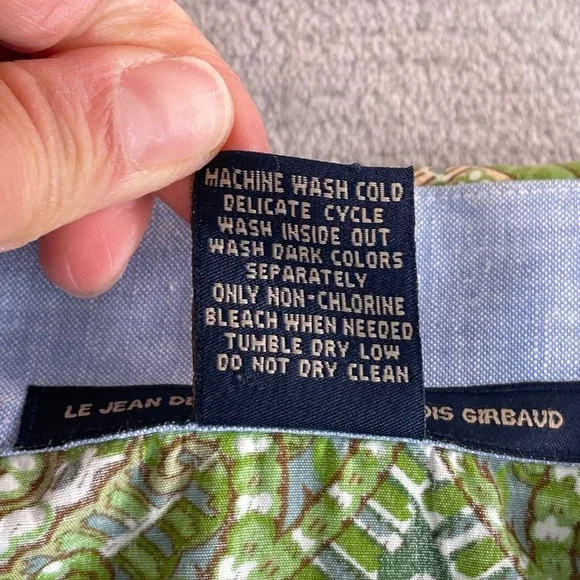 MACHINE WASH COLD
DELICATE CYCLE
WASH INSIDE OUT
WASH DARK COLORS
SEPARATELY
ONLY NON-CHLORINE
BLEACH WHEN NEEDED
TUMBLE DRY LOW
DO NOT DRY CLEAN
LE JEAN DE GIRBAUD